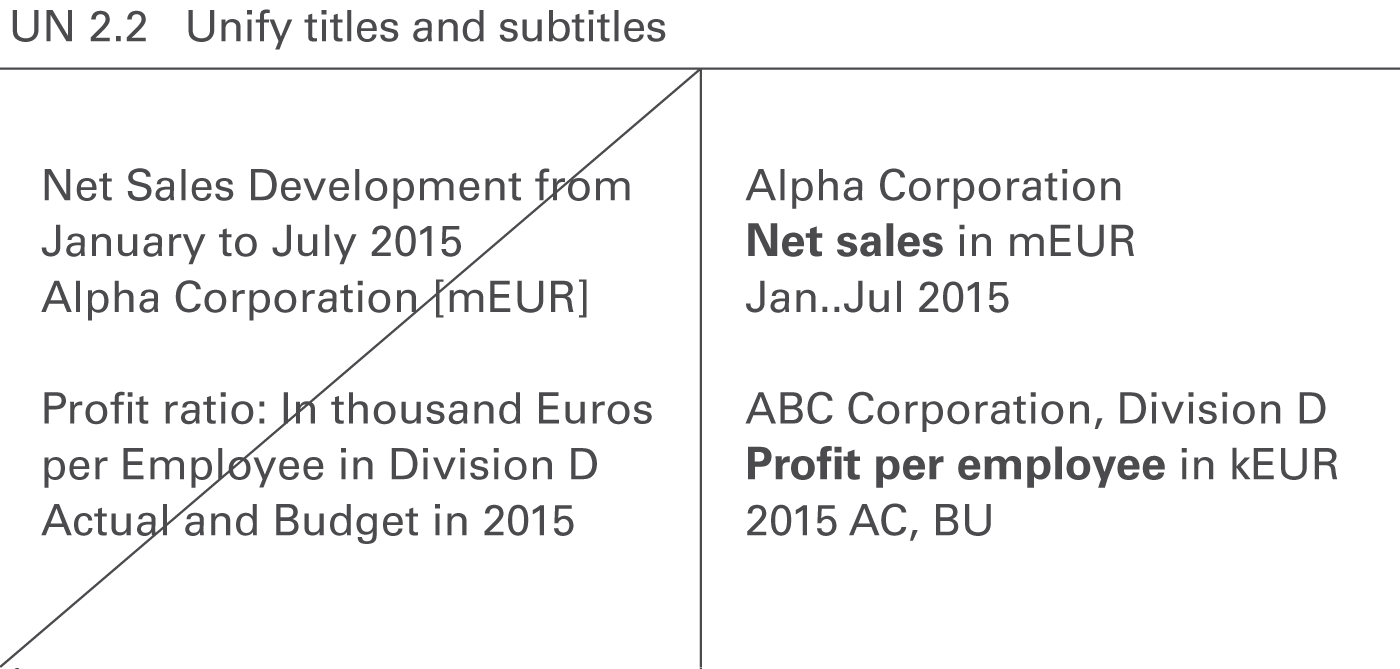 UN 2.2 Unify titles and subtitles
Net Sales Development from
January to July 2015
Alpha Corporation [mEUR]
Profit ratio: In thousand Euros
per Employee in Division D
Actual and Budget in 2015
Alpha Corporation
Net sales in mEUR
Jan..Jul 2015
ABC Corporation, Division D
Profit per employee in kEUR
2015 AC, BU